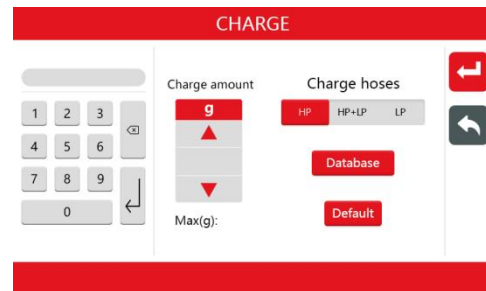 CHARGE
Charge amount
Charge hoses
1 2 3
4 5 6
7 8 9
0
g
HP HP+LP LP
Database
Default
Max(g):